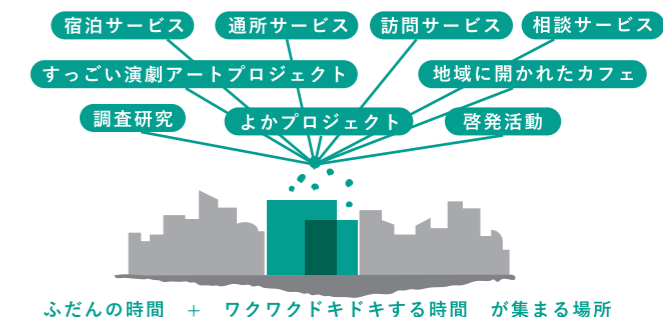 宿泊サービス 通所サービス 訪問サービス 相談サービス
すっごい演劇アートプロジェクト 地域に開かれたカフェ
調査研究 よかプロジェクト 啓発活動
ふだんの時間 + ワクワクドキドキする時間 が集まる場所